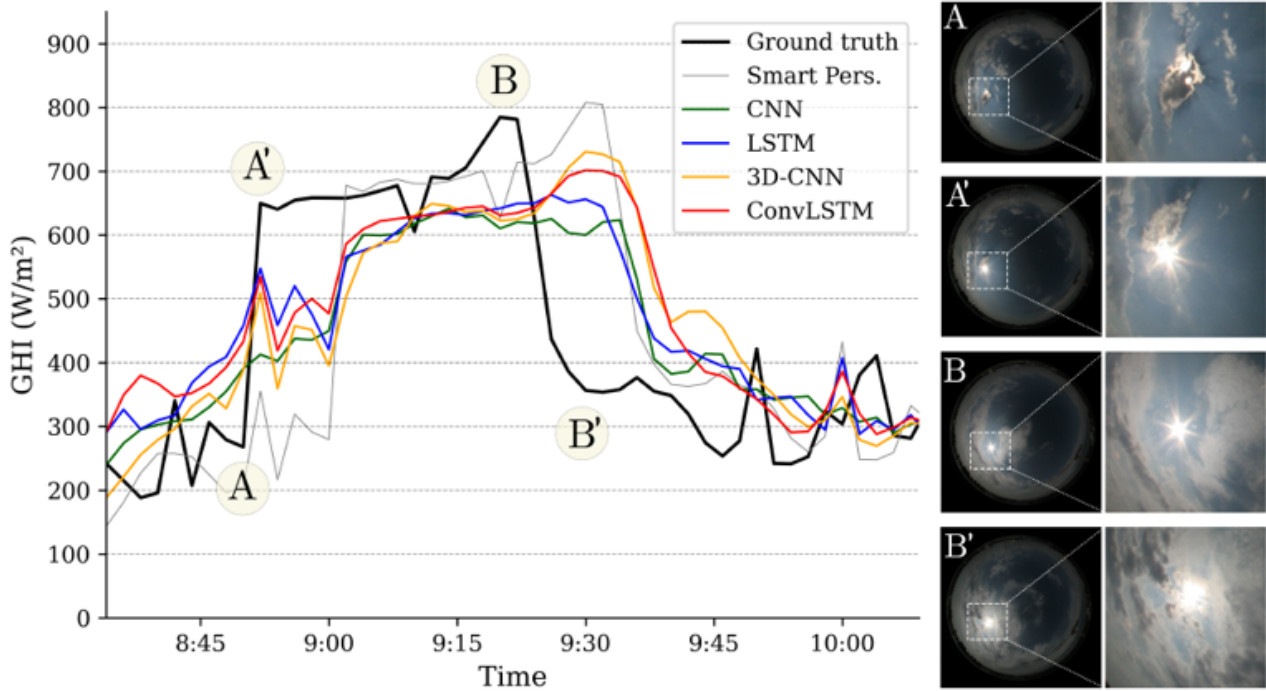 900
800
700
600
500
400
300
200
100
0
GHI (W/m²)
8:45
9:00
9:15
9:30
9:45
10:00
Time
Ground truth
Smart Pers.
CNN
LSTM
3D-CNN
ConvLSTM
A'
B
A
B'
A
A'
B
B'